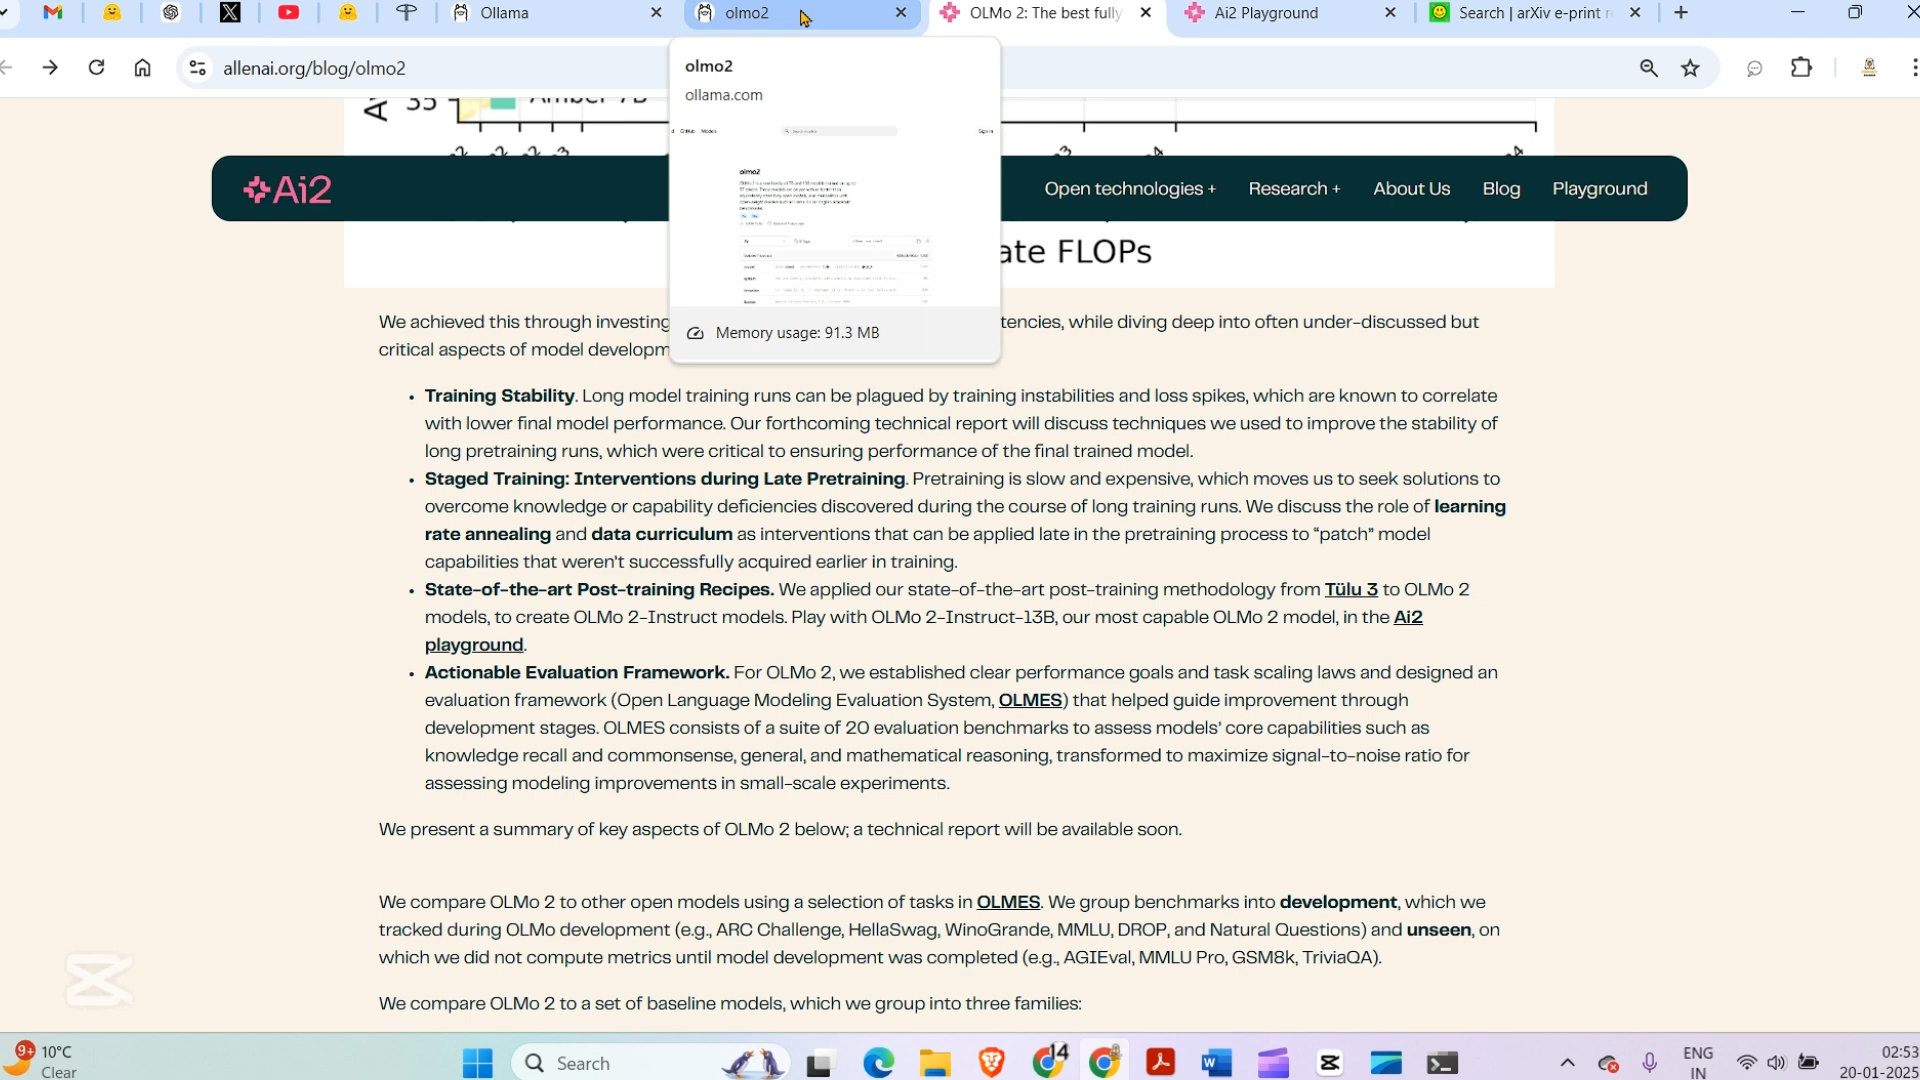 Ollama
olmo2
OLMo 2: The best fully
Ai2 Playground
Search | arXiv e-print r
allenai.org/blog/olmo2
olmo2
ollama.com
olmo2
Memory usage: 91.3 MB
35
Ai2
Open technologies +
Research +
About Us
Blog
Playground
ate FLOPs
We achieved this through investing tencies, while diving deep into often under-discussed but
critical aspects of model developm
• Training Stability. Long model training runs can be plagued by training instabilities and loss spikes, which are known to correlate
with lower final model performance. Our forthcoming technical report will discuss techniques we used to improve the stability of
long pretraining runs, which were critical to ensuring performance of the final trained model.
• Staged Training: Interventions during Late Pretraining. Pretraining is slow and expensive, which moves us to seek solutions to
overcome knowledge or capability deficiencies discovered during the course of long training runs. We discuss the role of learning
rate annealing and data curriculum as interventions that can be applied late in the pretraining process to “patch” model
capabilities that weren’t successfully acquired earlier in training.
• State-of-the-art Post-training Recipes. We applied our state-of-the-art post-training methodology from Tülu 3 to OLMo 2
models, to create OLMo 2-Instruct models. Play with OLMo 2-Instruct-13B, our most capable OLMo 2 model, in the Ai2
playground.
• Actionable Evaluation Framework. For OLMo 2, we established clear performance goals and task scaling laws and designed an
evaluation framework (Open Language Modeling Evaluation System, OLMES) that helped guide improvement through
development stages. OLMES consists of a suite of 20 evaluation benchmarks to assess models’ core capabilities such as
knowledge recall and commonsense, general, and mathematical reasoning, transformed to maximize signal-to-noise ratio for
assessing modeling improvements in small-scale experiments.
We present a summary of key aspects of OLMo 2 below; a technical report will be available soon.
We compare OLMo 2 to other open models using a selection of tasks in OLMES. We group benchmarks into development, which we
tracked during OLMo development (e.g., ARC Challenge, HellaSwag, WinoGrande, MMLU, DROP, and Natural Questions) and unseen, on
which we did not compute metrics until model development was completed (e.g., AGIEval, MMLU Pro, GSM8k, TriviaQA).
We compare OLMo 2 to a set of baseline models, which we group into three families:
9+
10°C
Clear
Search
14
ENG
IN
02:53
20-01-2025